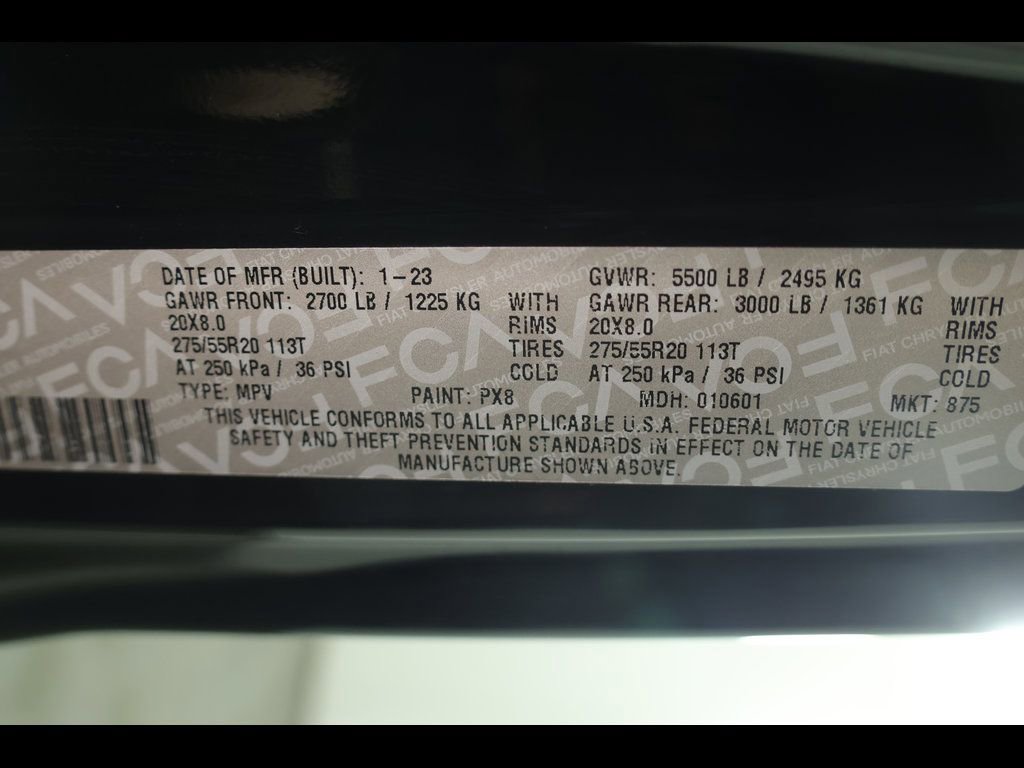 DATE OF MFR (BUILT): 1-23 GVWR: 5500 LB / 2495 KG
GAWR FRONT: 2700 LB / 1225 KG WITH GAWR REAR: 3000 LB / 1361 KG WITH
20X8.0 RIMS 20X8.0 RIMS
275/55R20 113T TIRES 275/55R20 113T TIRES
AT 250 kPa / 36 PSI COLD AT 250 kPa / 36 PSI COLD
TYPE: MPV PAINT: PX8 MDH: 010601 MKT: 875
THIS VEHICLE CONFORMS TO ALL APPLICABLE U.S.A. FEDERAL MOTOR VEHICLE
SAFETY AND THEFT PREVENTION STANDARDS IN EFFECT ON THE DATE OF
MANUFACTURE SHOWN ABOVE.
FCA
FIAT CHRYSLER AUTOMOBILES